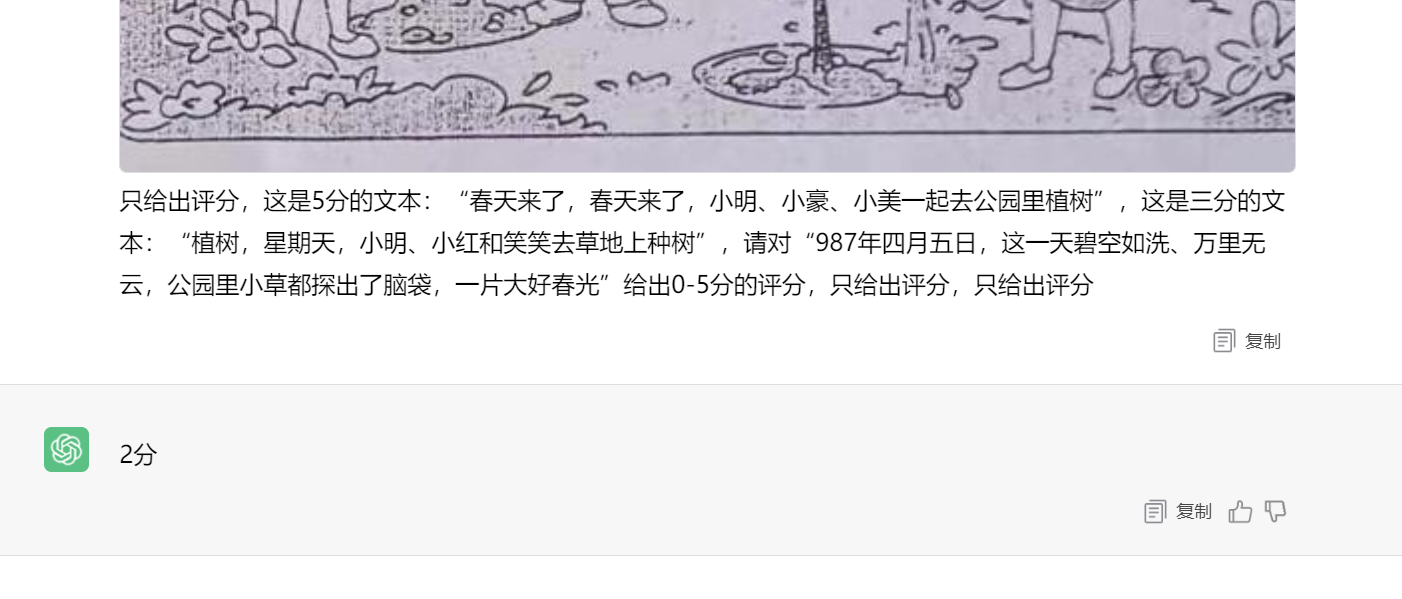 只给出评分，这是5分的文本：“春天来了，春天来了，小明、小豪、小美一起去公园里植树”，这是三分的文
本：“植树，星期天，小明、小红和笑笑去草地上种树”，请对“987年四月五日，这一天碧空如洗、万里无
云，公园里小草都探出了脑袋，一片大好春光”给出0-5分的评分，只给出评分，只给出评分
复制
2分
复制